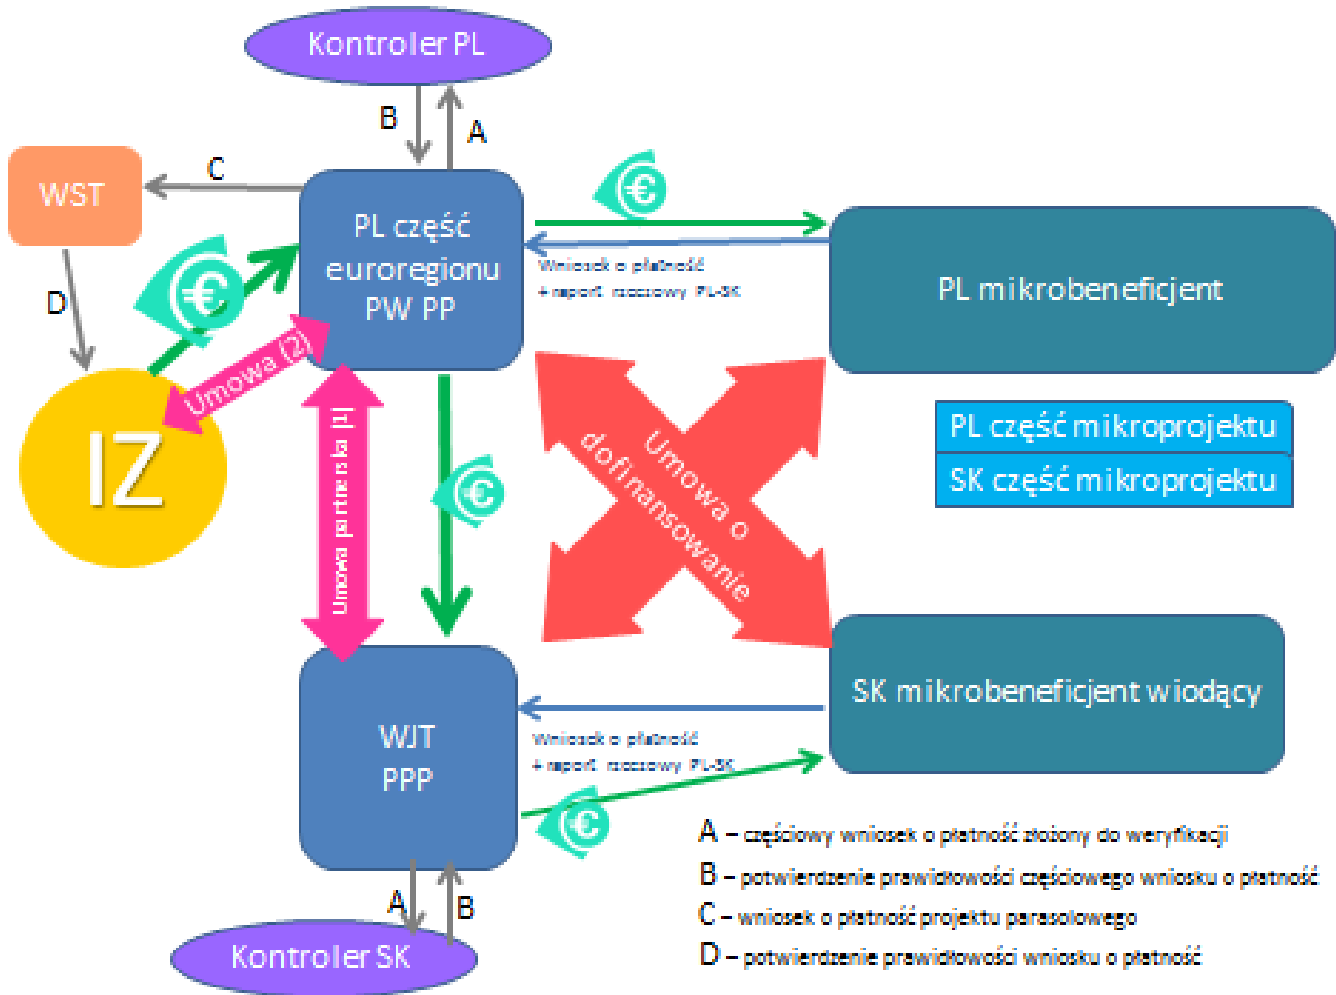 Kontroler PL
B
A
WST
C
PL część
euroregionu
PW PP
€
€
Wniosek o płatność
+ raport rzeczowy PL-SK
PL mikrobeneficjent
D
Umowa (2)
IZ
Umowa partnerska (1)
€
Umowa o
dofinansowanie
PL część mikroprojektu
SK część mikroprojektu
WJT
PPP
Wniosek o płatność
+ raport rzeczowy PL-SK
€
SK mikrobeneficjent wiodący
A
B
Kontroler SK
A – częściowy wniosek o płatność złożony do weryfikacji
B – potwierdzenie prawidłowości częściowego wniosku o płatność
C – wniosek o płatność projektu parasolowego
D – potwierdzenie prawidłowości wniosku o płatność